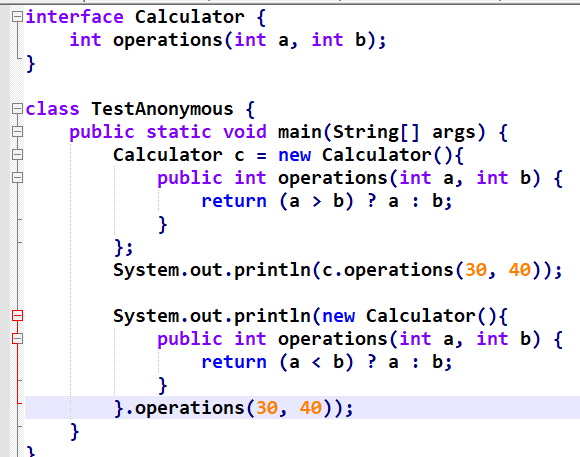 interface Calculator {
    int operations(int a, int b);
}

class TestAnonymous {
    public static void main(String[] args) {
        Calculator c = new Calculator(){
            public int operations(int a, int b) {
                return (a > b) ? a : b;
            }
        };
        System.out.println(c.operations(30, 40));

        System.out.println(new Calculator(){
            public int operations(int a, int b) {
                return (a < b) ? a : b;
            }
        }.operations(30, 40));
    }
}